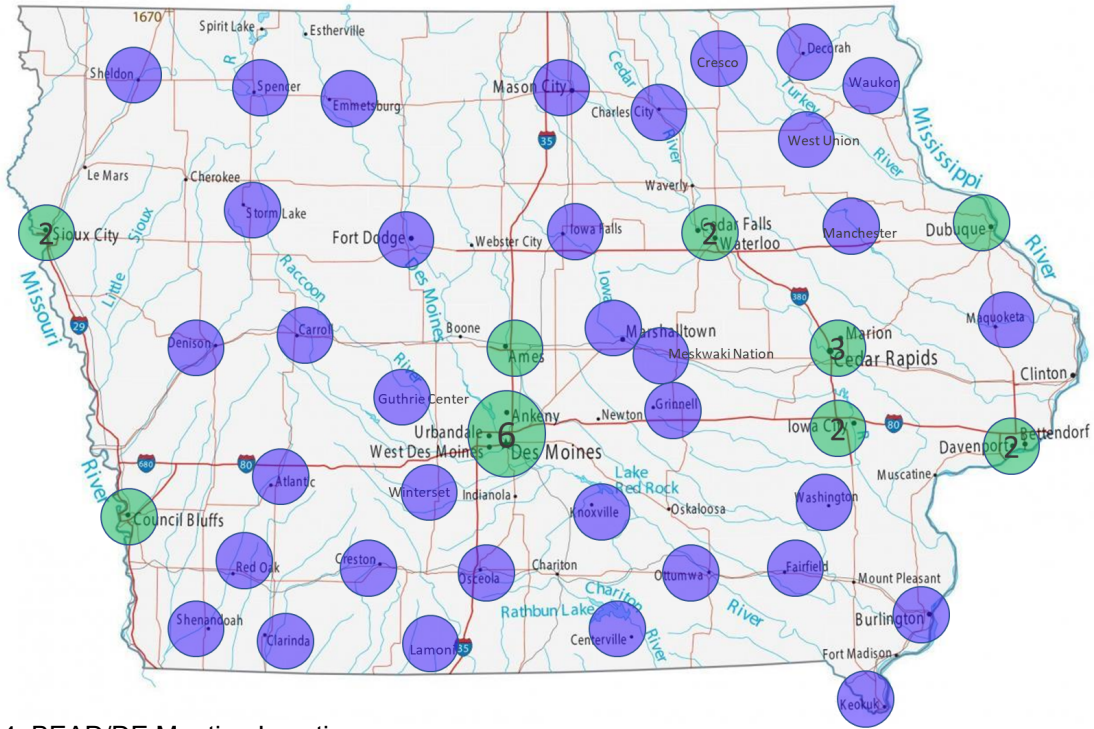 1670
Spirit Lake
Estherville
Sheldon
R
Spencer
Emmetsburg
Mason City
Cedar
Charles City
River
Cresco
Decorah
Turkey
Waukon
West Union
River
Mississippi
35
Le Mars
Cherokee
Waverly
2
Sioux City
Sioux
Storm Lake
Fort Dodge
Webster City
Iowa Falls
2
Cedar Falls
Waterloo
Manchester
Dubuque
River
Missouri
Little
Raccoon
Des Moines
Iowa
380
29
Denison
Carroll
Boone
Ames
Marshalltown
Meskwaki Nation
3
Marion
Cedar Rapids
Maquoketa
Clinton
River
Guthrie Center
Ankeny
Urbandale
6
West Des Moines
Des Moines
Newton
Grinnell
Iowa City
2
R
80
Davenport
2
Bettendorf
River
680
80
Atlantic
Winterset
Indianola
Lake
Red Rock
Knoxville
Oskaloosa
Washington
Muscatine
Council Bluffs
Red Oak
Creston
Osceola
Chariton
Ottumwa
Fairfield
Mount Pleasant
Chariton
Rathbun Lake
River
Shenandoah
Clarinda
Lamoni
35
Centerville
River
Burlington
Fort Madison
Keokuk